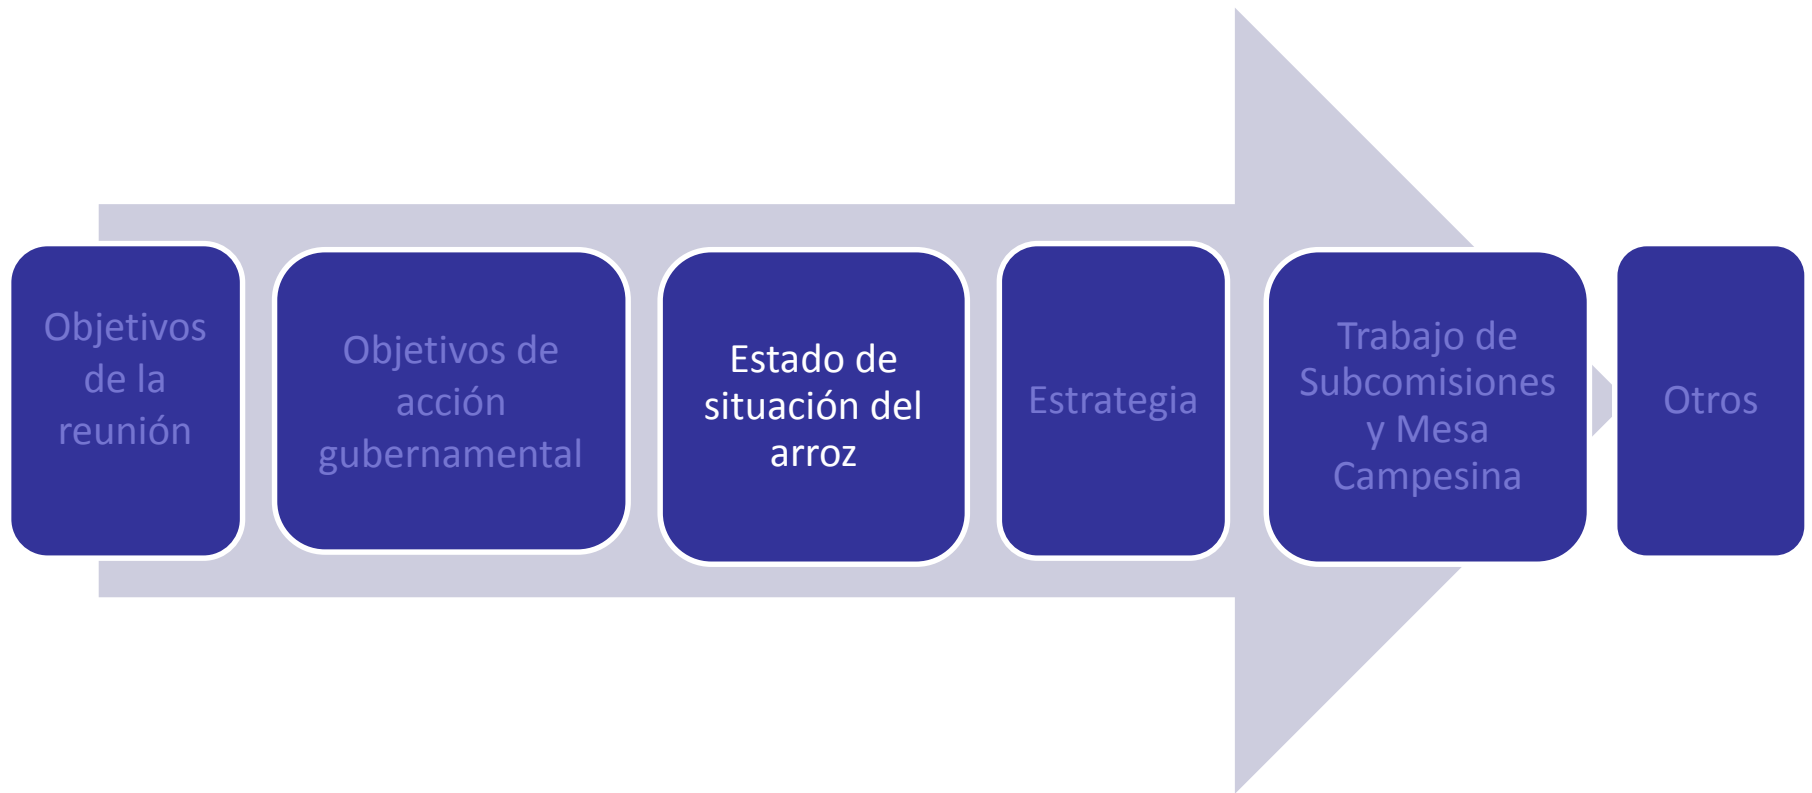 Objetivos
de la
reunión
Objetivos de
acción
gubernamental
Estado de
situación del
arroz
Estrategia
Trabajo de
Subcomisiones
y Mesa
Campesina
Otros